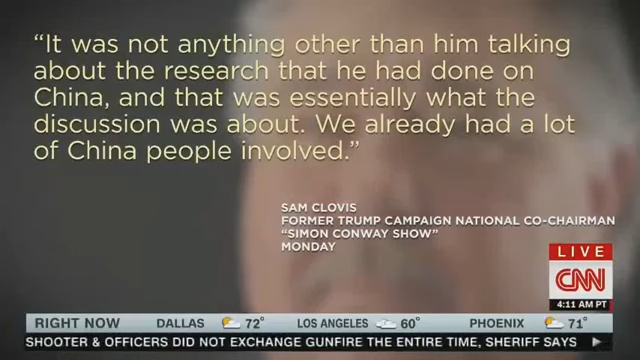 “It was not anything other than him talking
about the research that he had done on
China, and that was essentially what the
discussion was about. We already had a lot
of China people involved.”
SAM CLOVIS
FORMER TRUMP CAMPAIGN NATIONAL CO-CHAIRMAN
“SIMON CONWAY SHOW”
MONDAY
LIVE
CNN
4:11 AM PT
RIGHT NOW DALLAS 72° LOS ANGELES 60° PHOENIX 71°
SHOOTER & OFFICERS DID NOT EXCHANGE GUNFIRE THE ENTIRE TIME, SHERIFF SAYS